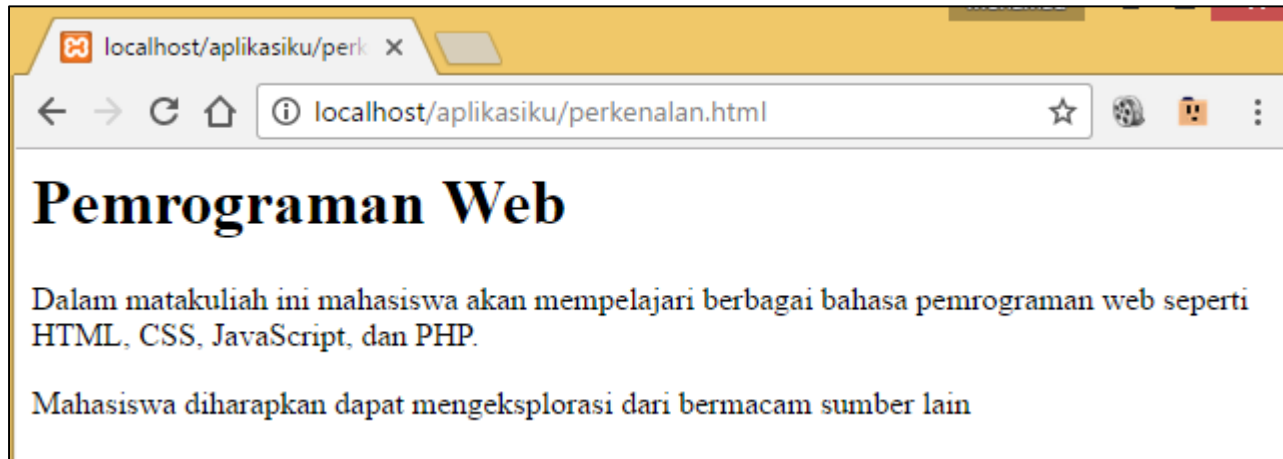 localhost/aplikasiku/perk
localhost/aplikasiku/perkenalan.html
Pemrograman Web
Dalam matakuliah ini mahasiswa akan mempelajari berbagai bahasa pemrograman web seperti
HTML, CSS, JavaScript, dan PHP.
Mahasiswa diharapkan dapat mengeksplorasi dari bermacam sumber lain